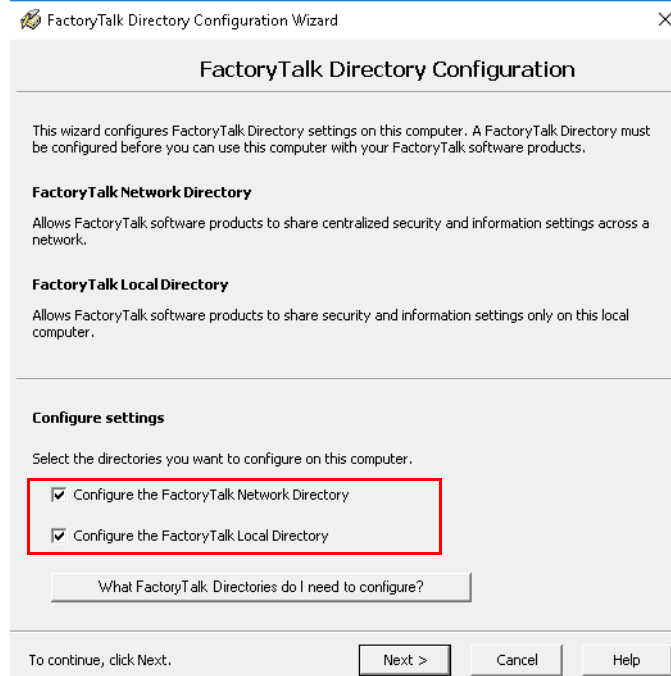 FactoryTalk Directory Configuration Wizard
FactoryTalk Directory Configuration
This wizard configures FactoryTalk Directory settings on this computer. A FactoryTalk Directory must
be configured before you can use this computer with your FactoryTalk software products.
FactoryTalk Network Directory
Allows FactoryTalk software products to share centralized security and information settings across a
network.
FactoryTalk Local Directory
Allows FactoryTalk software products to share security and information settings only on this local
computer.
Configure settings
Select the directories you want to configure on this computer.
Configure the FactoryTalk Network Directory
Configure the FactoryTalk Local Directory
What FactoryTalk Directories do I need to configure?
To continue, click Next.
Next >
Cancel
Help